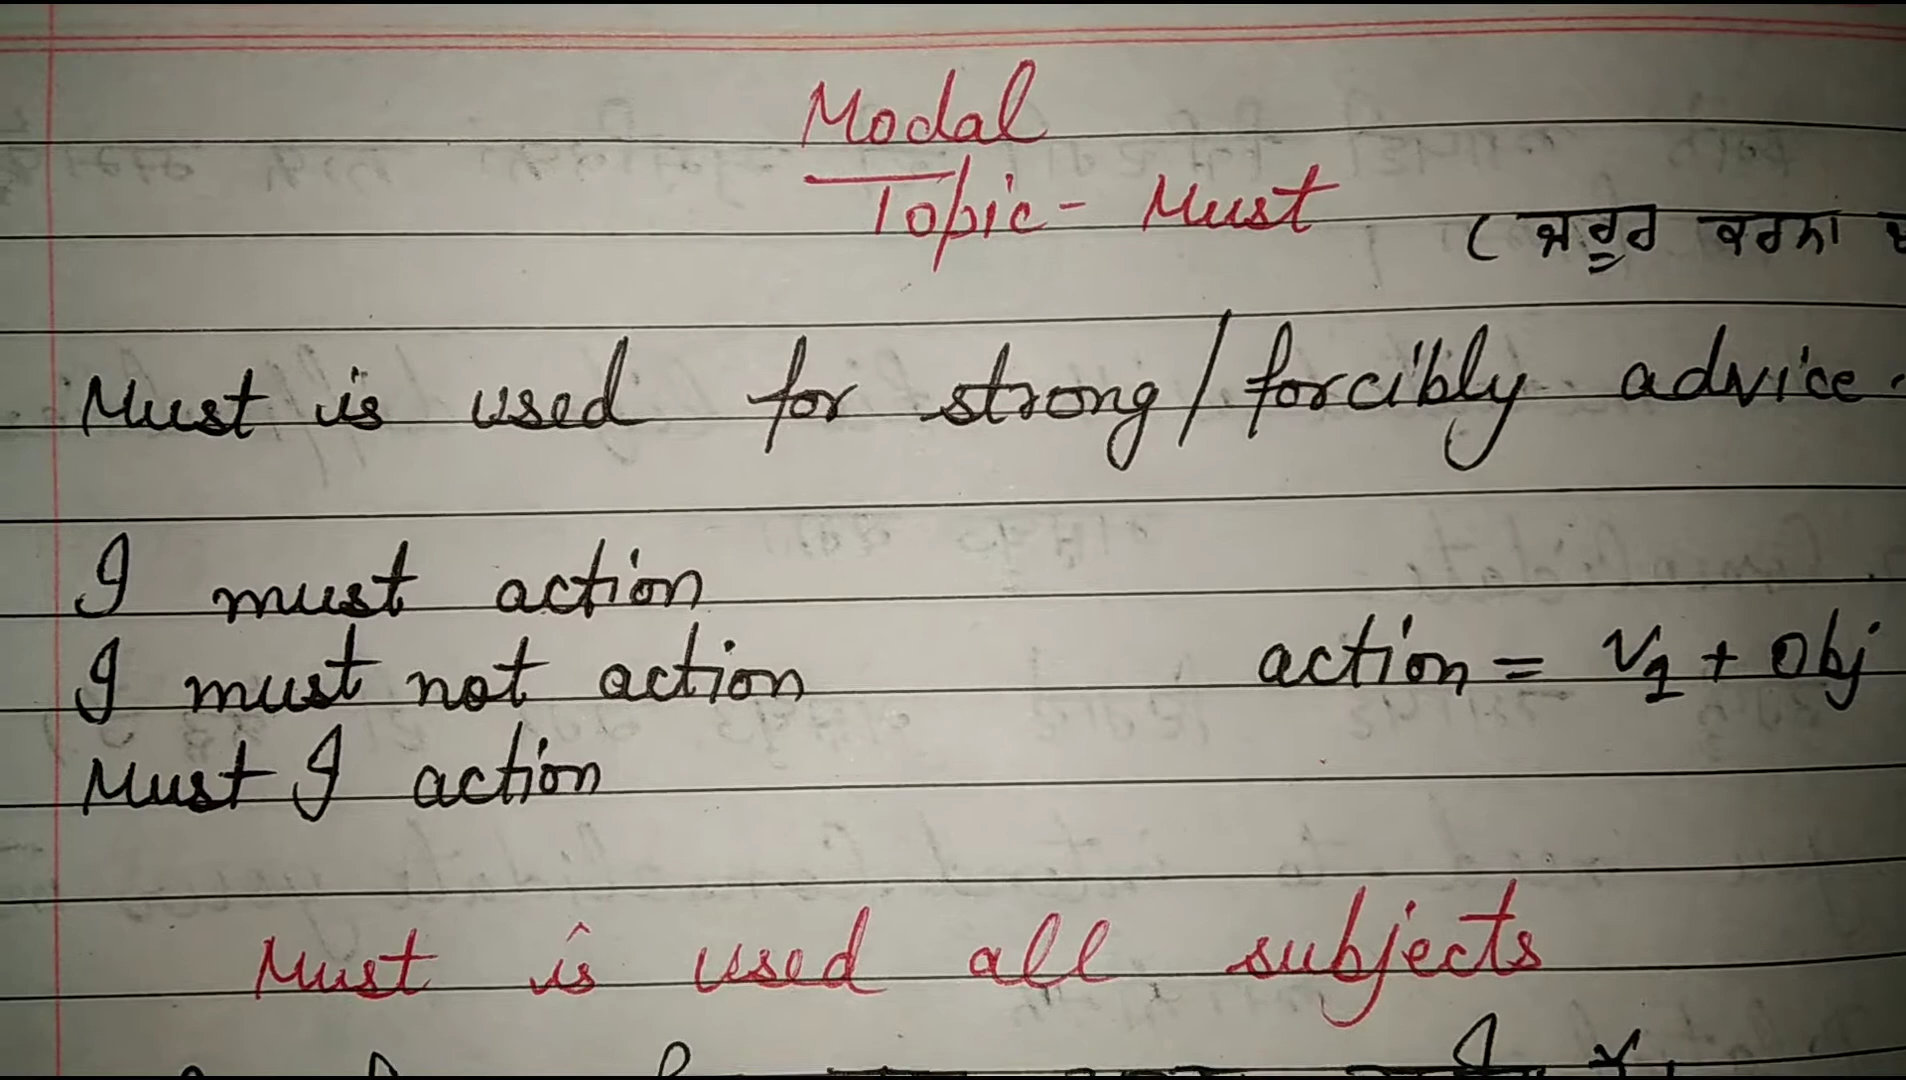 Modal
Topic - Must
( ਜਰੂਰ ਕਰਨਾ
Must is used for strong / forcibly advice.
I must action
I must not action
action = V1 + obj
Must I action
Must is used all subjects